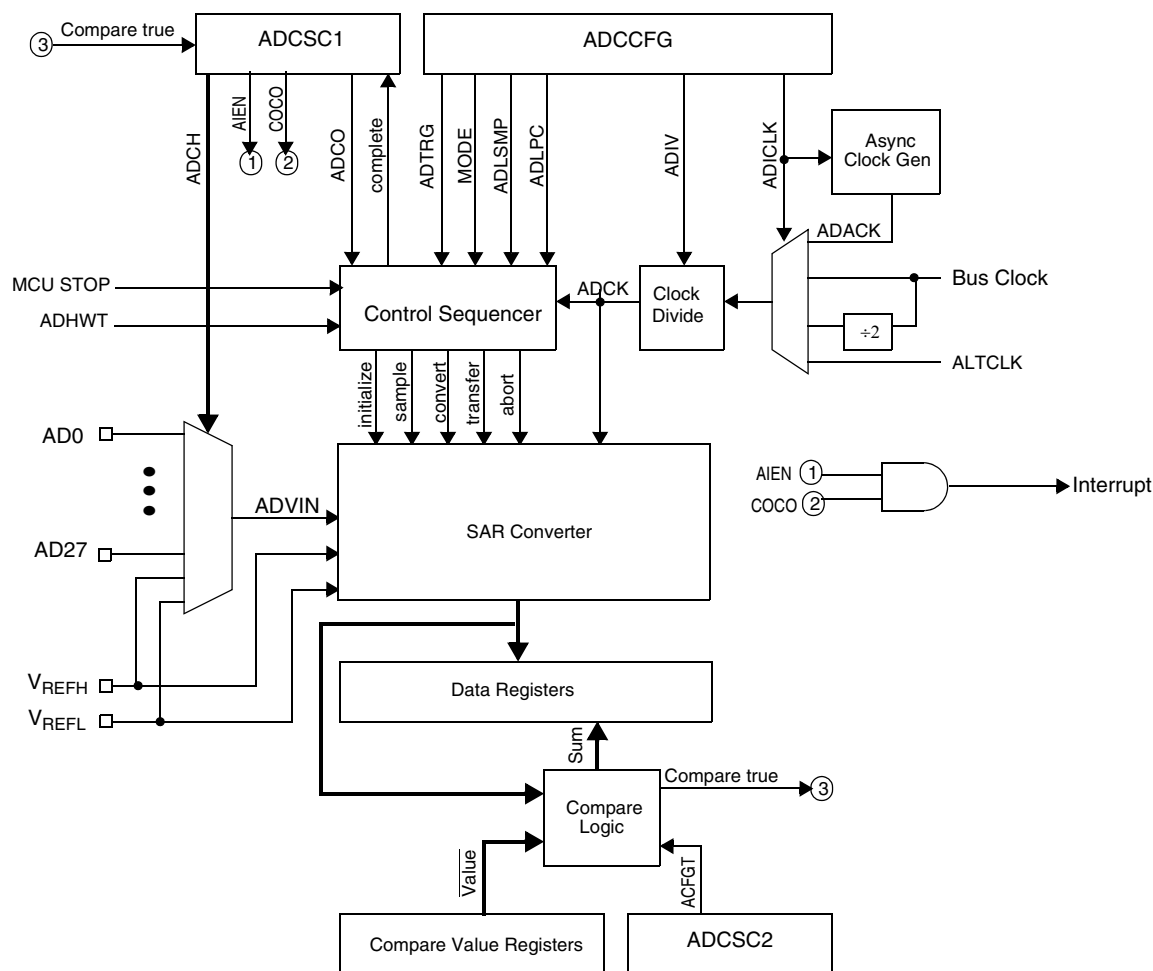 3
Compare true
ADCSC1
ADCCFG
ADCH
AIEN
COCO
ADCO
complete
ADTRG
MODE
ADLSMP
ADLPC
ADIV
ADICLK
Async
Clock Gen
1
2
ADACK
MCU STOP
ADHWT
Control Sequencer
ADCK
Clock
Divide
Bus Clock
÷2
ALTCLK
initialize
sample
convert
transfer
abort
AD0
AD27
ADVIN
SAR Converter
AIEN
1
COCO
2
Interrupt
VREFH
VREFL
Data Registers
Sum
Compare
Logic
Compare true
3
Value
ACFGT
Compare Value Registers
ADCSC2